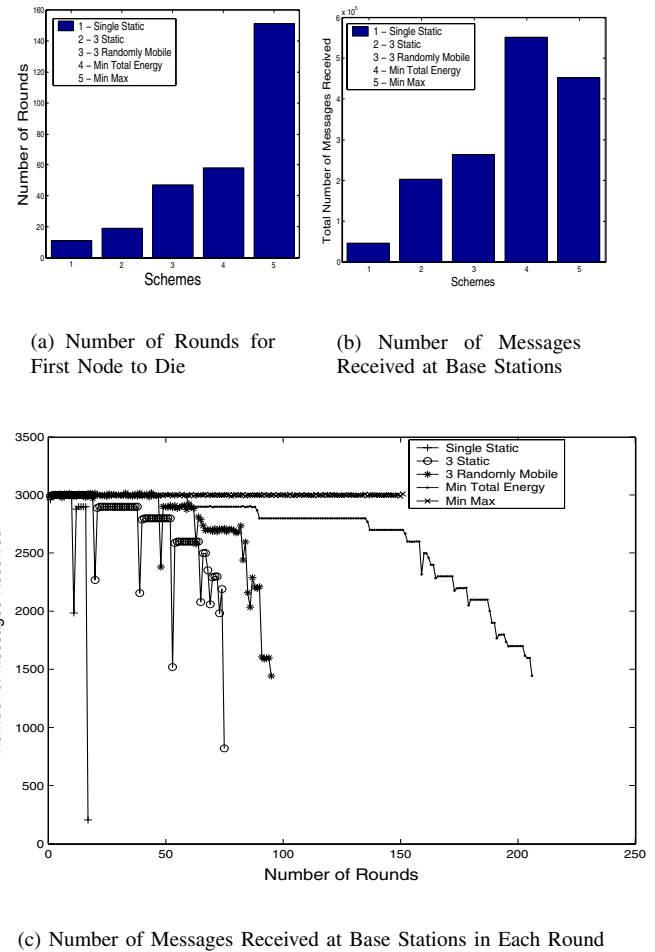 160
140
120
100
80
60
40
20
0
Number of Rounds
1 – Single Static
2 – 3 Static
3 – 3 Randomly Mobile
4 – Min Total Energy
5 – Min Max
1 2 3 4 5
Schemes
6 x 10^5
5
4
3
2
1
0
Total Number of Messages Received
1 – Single Static
2 – 3 Static
3 – 3 Randomly Mobile
4 – Min Total Energy
5 – Min Max
1 2 3 4 5
Schemes
(a) Number of Rounds for
First Node to Die
(b) Number of Messages
Received at Base Stations
3500
3000
2500
2000
1500
1000
500
0
Single Static
3 Static
3 Randomly Mobile
Min Total Energy
Min Max
0 50 100 150 200 250
Number of Rounds
(c) Number of Messages Received at Base Stations in Each Round